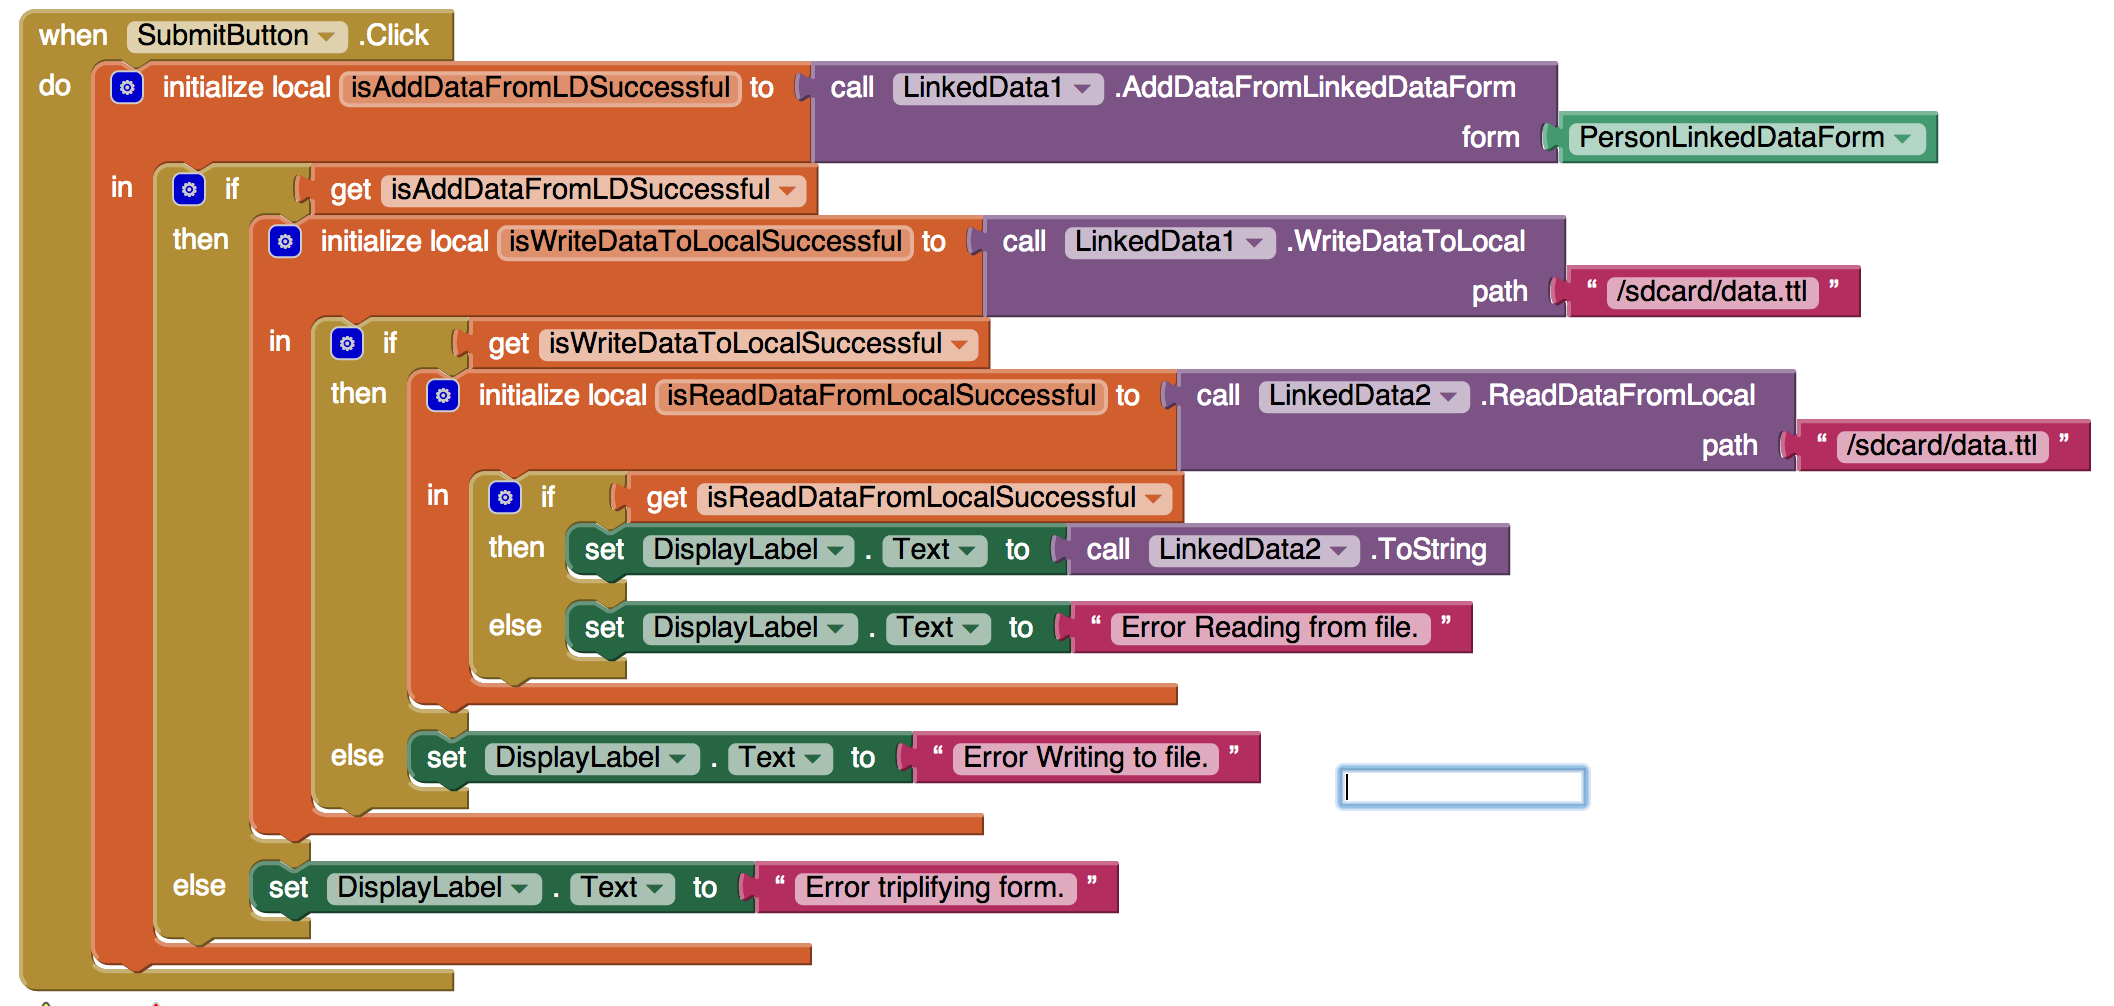 when SubmitButton .Click
do initialize local isAddDataFromLDSuccessful to call LinkedData1 .AddDataFromLinkedDataForm
form PersonLinkedDataForm
in if get isAddDataFromLDSuccessful
then initialize local isWriteDataToLocalSuccessful to call LinkedData1 .WriteDataToLocal
path “ /sdcard/data.ttl ”
in if get isWriteDataToLocalSuccessful
then initialize local isReadDataFromLocalSuccessful to call LinkedData2 .ReadDataFromLocal
path “ /sdcard/data.ttl ”
in if get isReadDataFromLocalSuccessful
then set DisplayLabel . Text to call LinkedData2 .ToString
else set DisplayLabel . Text to “ Error Reading from file. ”
else set DisplayLabel . Text to “ Error Writing to file. ”
else set DisplayLabel . Text to “ Error triplifying form. ”